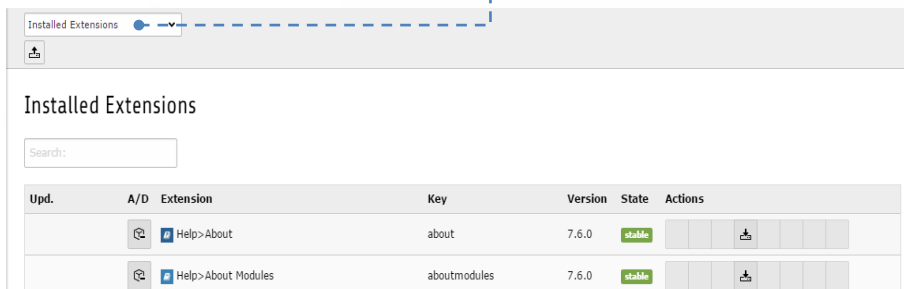 Installed Extensions
Installed Extensions
Search:
Upd. A/D Extension Key Version State Actions
Help>About about 7.6.0 stable
Help>About Modules aboutmodules 7.6.0 stable